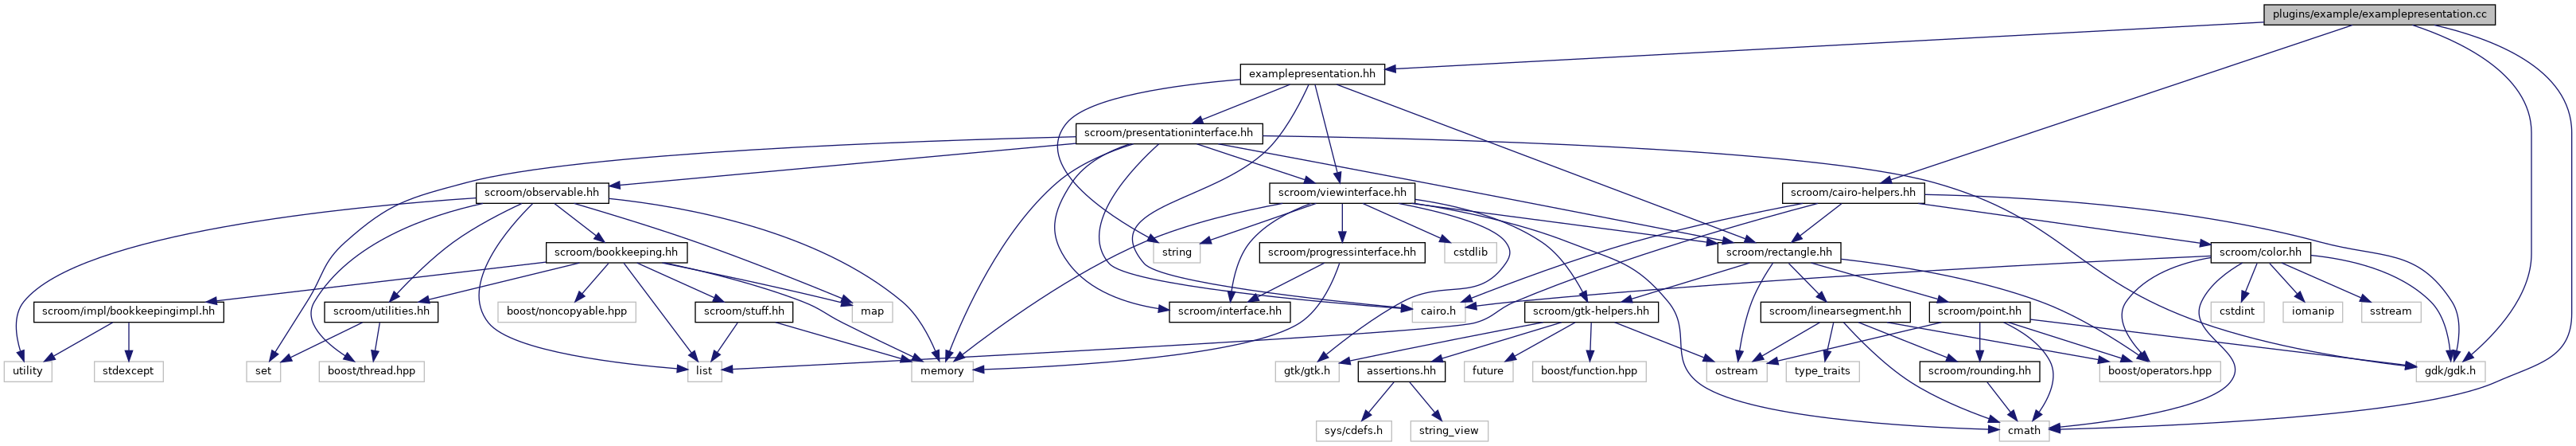 plugins/example/examplepresentation.cc
examplepresentation.hh
scroom/presentationinterface.hh
scroom/observable.hh
scroom/viewinterface.hh
scroom/cairo-helpers.hh
scroom/bookkeeping.hh
string
scroom/progressinterface.hh
cstdlib
scroom/rectangle.hh
scroom/color.hh
scroom/impl/bookkeepingimpl.hh
scroom/utilities.hh
boost/noncopyable.hpp
scroom/stuff.hh
map
scroom/interface.hh
cairo.h
scroom/gtk-helpers.hh
scroom/linearsegment.hh
scroom/point.hh
cstdint
iomanip
sstream
utility
stdexcept
set
boost/thread.hpp
list
memory
gtk/gtk.h
assertions.hh
future
boost/function.hpp
ostream
type_traits
scroom/rounding.hh
boost/operators.hpp
gdk/gdk.h
sys/cdefs.h
string_view
cmath